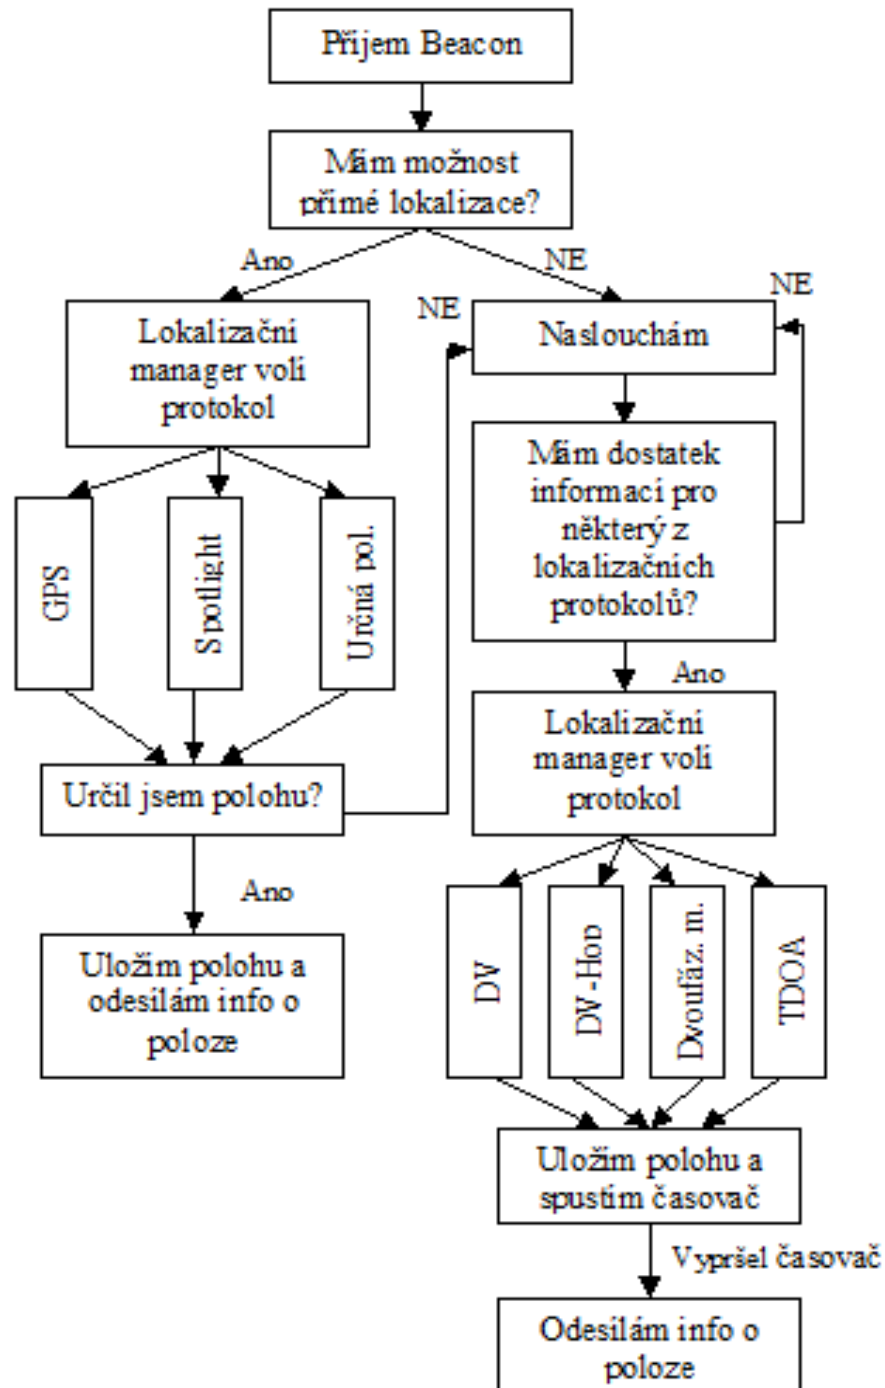 Příjem Beacon
Mám možnost
přímé lokalizace?
Ano
NE
Lokalizační
manager volí
protokol
NE
Naslouchám
NE
Mám dostatek
informací pro
některý z
lokalizačních
protokolů?
GPS
Spotlight
Určná pol.
Ano
Určil jsem polohu?
Lokalizační
manager volí
protokol
Ano
Uložím polohu a
odesílám info o
poloze
DV
DV-Hop
Dvoufáz. m.
TDOA
Uložím polohu a
spustím časovač
Vypršel časovač
Odesílám info o
poloze